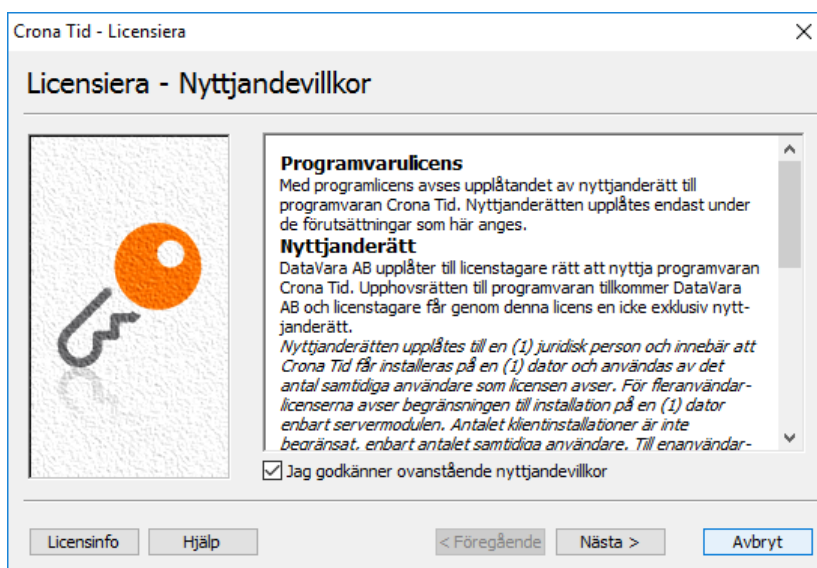 Crona Tid - Licensiera
Licensiera - Nyttjandevillkor
Programvarulicens
Med programlicens avses upplåtandet av nyttjanderätt till
programvaran Crona Tid. Nyttjanderätten upplåtes endast under
de förutsättningar som här anges.
Nyttjanderätt
DataVara AB upplåter till licenstagare rätt att nyttja programvaran
Crona Tid. Upphovsrätten till programvaran tillkommer DataVara
AB och licenstagare får genom denna licens en icke exklusiv nytt-
janderätt.
Nyttjanderätten upplåtes till en (1) juridisk person och innebär att
Crona Tid får installeras på en (1) dator och användas av det
antal samtidiga användare som licensen avser. För fleranvändar-
licenserna avser begränsningen till installation på en (1) dator
enbart servermodulen. Antalet klientinstallationer är inte
begränsat, enbart antalet samtidiga användare. Till enanvändar-
Jag godkänner ovanstående nyttjandevillkor
Licensinfo
Hjälp
< Föregående
Nästa >
Avbryt